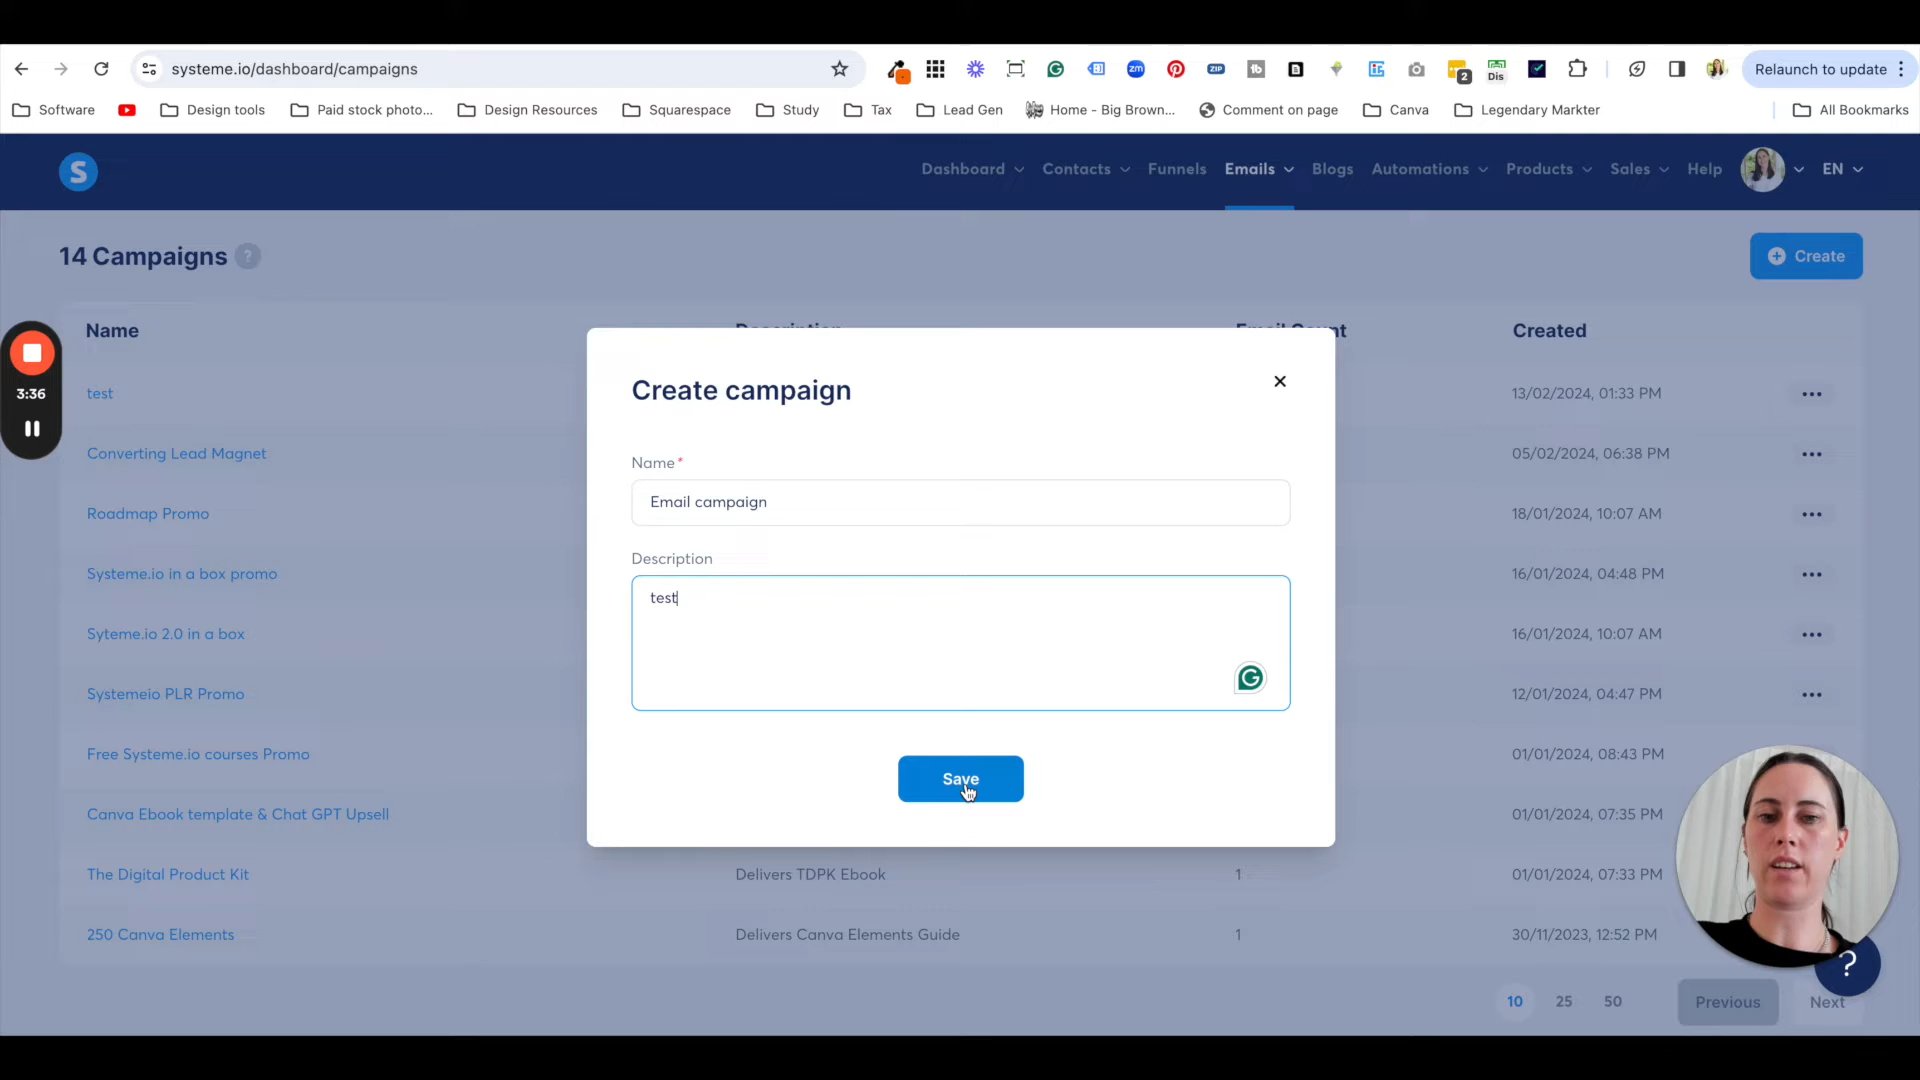 systeme.io/dashboard/campaigns
2
Dis
Relaunch to update
Software
Design tools
Paid stock photo...
Design Resources
Squarespace
Study
Tax
Lead Gen
Home - Big Brown...
Comment on page
Canva
Legendary Markter
All Bookmarks
S
Dashboard
Contacts
Funnels
Emails
Blogs
Automations
Products
Sales
Help
EN
14 Campaigns ?
Create
Name
Created
3:36
test
13/02/2024, 01:33 PM
Converting Lead Magnet
05/02/2024, 06:38 PM
Roadmap Promo
18/01/2024, 10:07 AM
Systeme.io in a box promo
16/01/2024, 04:48 PM
Syteme.io 2.0 in a box
16/01/2024, 10:07 AM
Systemeio PLR Promo
12/01/2024, 04:47 PM
Free Systeme.io courses Promo
01/01/2024, 08:43 PM
Canva Ebook template & Chat GPT Upsell
01/01/2024, 07:35 PM
The Digital Product Kit
Delivers TDPK Ebook
1
01/01/2024, 07:33 PM
250 Canva Elements
Delivers Canva Elements Guide
1
30/11/2023, 12:52 PM
Create campaign
Name*
Email campaign
Description
test
Save
?
10
25
50
Previous
Next